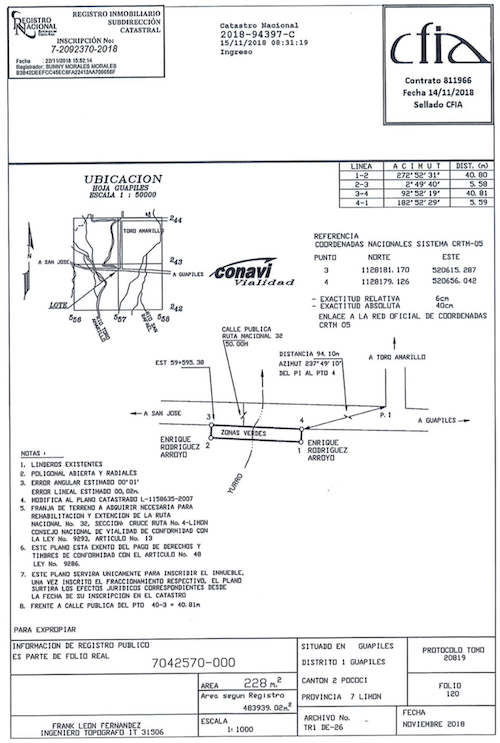 REGISTRO NACIONAL
REGISTRO INMOBILIARIO
SUBDIRECCIÓN
CATASTRAL
INSCRIPCIÓN No:
7-2092370-2018
Fecha : 22/11/2018 15:52:14
Registrador: SUNNY MORALES MORALES
Catastro Nacional
2018-94397-C
15/11/2018 08:31:19
Ingreso
cfia
Contrato 811966
Fecha 14/11/2018
Sellado CFIA
LINEA A C I M U T DIST. (m)
1-2 272°52'31" 40.80
2-3 2°49'40" 5.58
3-4 92°52'19" 40.81
4-1 182°52'29" 5.59
UBICACION
HOJA GUAPILES
ESCALA 1 : 50000
244
TORO AMARILLO
243
A SAN JOSE
A GUAPILES
LOTE
242
556
557
558
RIO TORO AMARILLO
conavi
Vialidad
REFERENCIA
COORDENADAS NACIONALES SISTEMA CRTM-05
PUNTO NORTE ESTE
3 1128181.170 520615.287
4 1128179.126 520656.042
- EXACTITUD RELATIVA 6cm
- EXACTITUD ABSOLUTA 40cm
ENLACE A LA RED OFICIAL DE COORDENADAS
CRTM 05
CALLE PUBLICA
RUTA NACIONAL 32
50.00M
EST 59+595.38
DISTANCIA 94.10m
AZIMUT 237°49'10"
DEL PI AL PTO 4
A TORO AMARILLO
P.I
A SAN JOSE
A GUAPILES
3
4
ZONAS VERDES
2
1
ENRIQUE
RODRIGUEZ
ARROYO
ENRIQUE
RODRIGUEZ
ARROYO
YURRO
NOTAS :
1. LINDEROS EXISTENTES
2. POLIGONAL ABIERTA Y RADIALES
3. ERROR ANGULAR ESTIMADO 00°01'
ERROR LINEAL ESTIMADO 00,02m.
4. MODIFICA AL PLANO CATASTRADO L-1158635-2007
5. FRANJA DE TERRENO A ADQUIRIR NECESARIA PARA
REHABILITACION Y EXTENCION DE LA RUTA
NACIONAL No. 32, SECCION: CRUCE RUTA No. 4-LIMON
CONSEJO NACIONAL DE VIALIDAD DE CONFORMIDAD CON
LA LEY No. 9293, ARTICULO No. 13
6. ESTE PLANO ESTA EXENTO DEL PAGO DE DERECHOS Y
TIMBRES DE CONFORMIDAD CON EL ARTICULO No. 48
LEY No. 9286.
7. ESTE PLANO SERVIRA UNICAMENTE PARA INSCRIBIR EL INMUEBLE,
UNA VEZ INSCRITO EL FRACCIONAMIENTO RESPECTIVO, EL PLANO
SURTIRA LOS EFECTOS JURIDICOS CORRESPONDIENTES DESDE
LA FECHA DE SU INSCRIPCION EN EL CATASTRO
8. FRENTE A CALLE PUBLICA DEL PTO 40-3 = 40.81m
PARA EXPROPIAR
INFORMACION DE REGISTRO PUBLICO
ES PARTE DE FOLIO REAL
7042570-000
AREA 228 m.²
Area segun Registro
483939.02m²
ESCALA
1: 1000
FRANK LEON FERNANDEZ
INGENIERO TOPOGRAFO IT 31506
SITUADO EN GUAPILES
DISTRITO 1 GUAPILES
CANTON 2 POCOCI
PROVINCIA 7 LIMON
ARCHIVO No.
TR1 DE-26
PROTOCOLO TOMO
20819
FOLIO
120
FECHA
NOVIEMBRE 2018